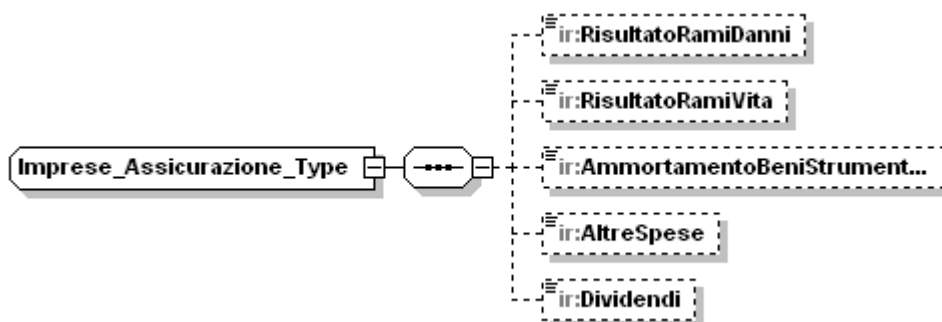 ir:RisultatoRamiDanni
ir:RisultatoRamiVita
Imprese_Assicurazione_Type
ir:AmmortamentoBeniStrument...
ir:AltreSpese
ir:Dividendi